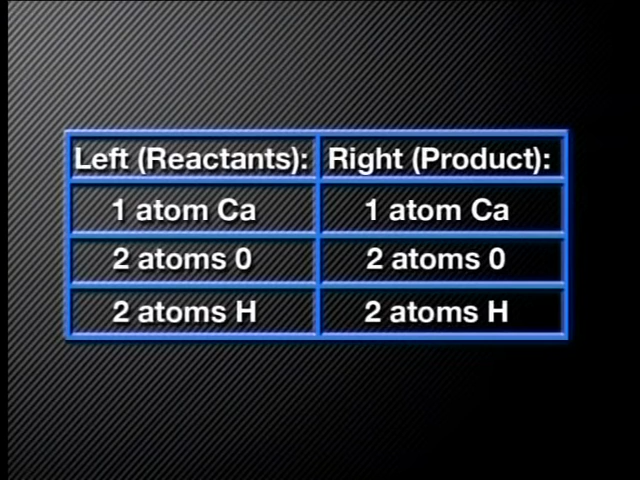 Left (Reactants): Right (Product):
1 atom Ca 1 atom Ca
2 atoms 0 2 atoms 0
2 atoms H 2 atoms H